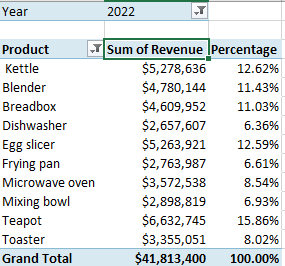 Year 2022
Product Sum of Revenue Percentage
Kettle $5,278,636 12.62%
Blender $4,780,144 11.43%
Breadbox $4,609,952 11.03%
Dishwasher $2,657,607 6.36%
Egg slicer $5,263,921 12.59%
Frying pan $2,763,987 6.61%
Microwave oven $3,572,538 8.54%
Mixing bowl $2,898,819 6.93%
Teapot $6,632,745 15.86%
Toaster $3,355,051 8.02%
Grand Total $41,813,400 100.00%